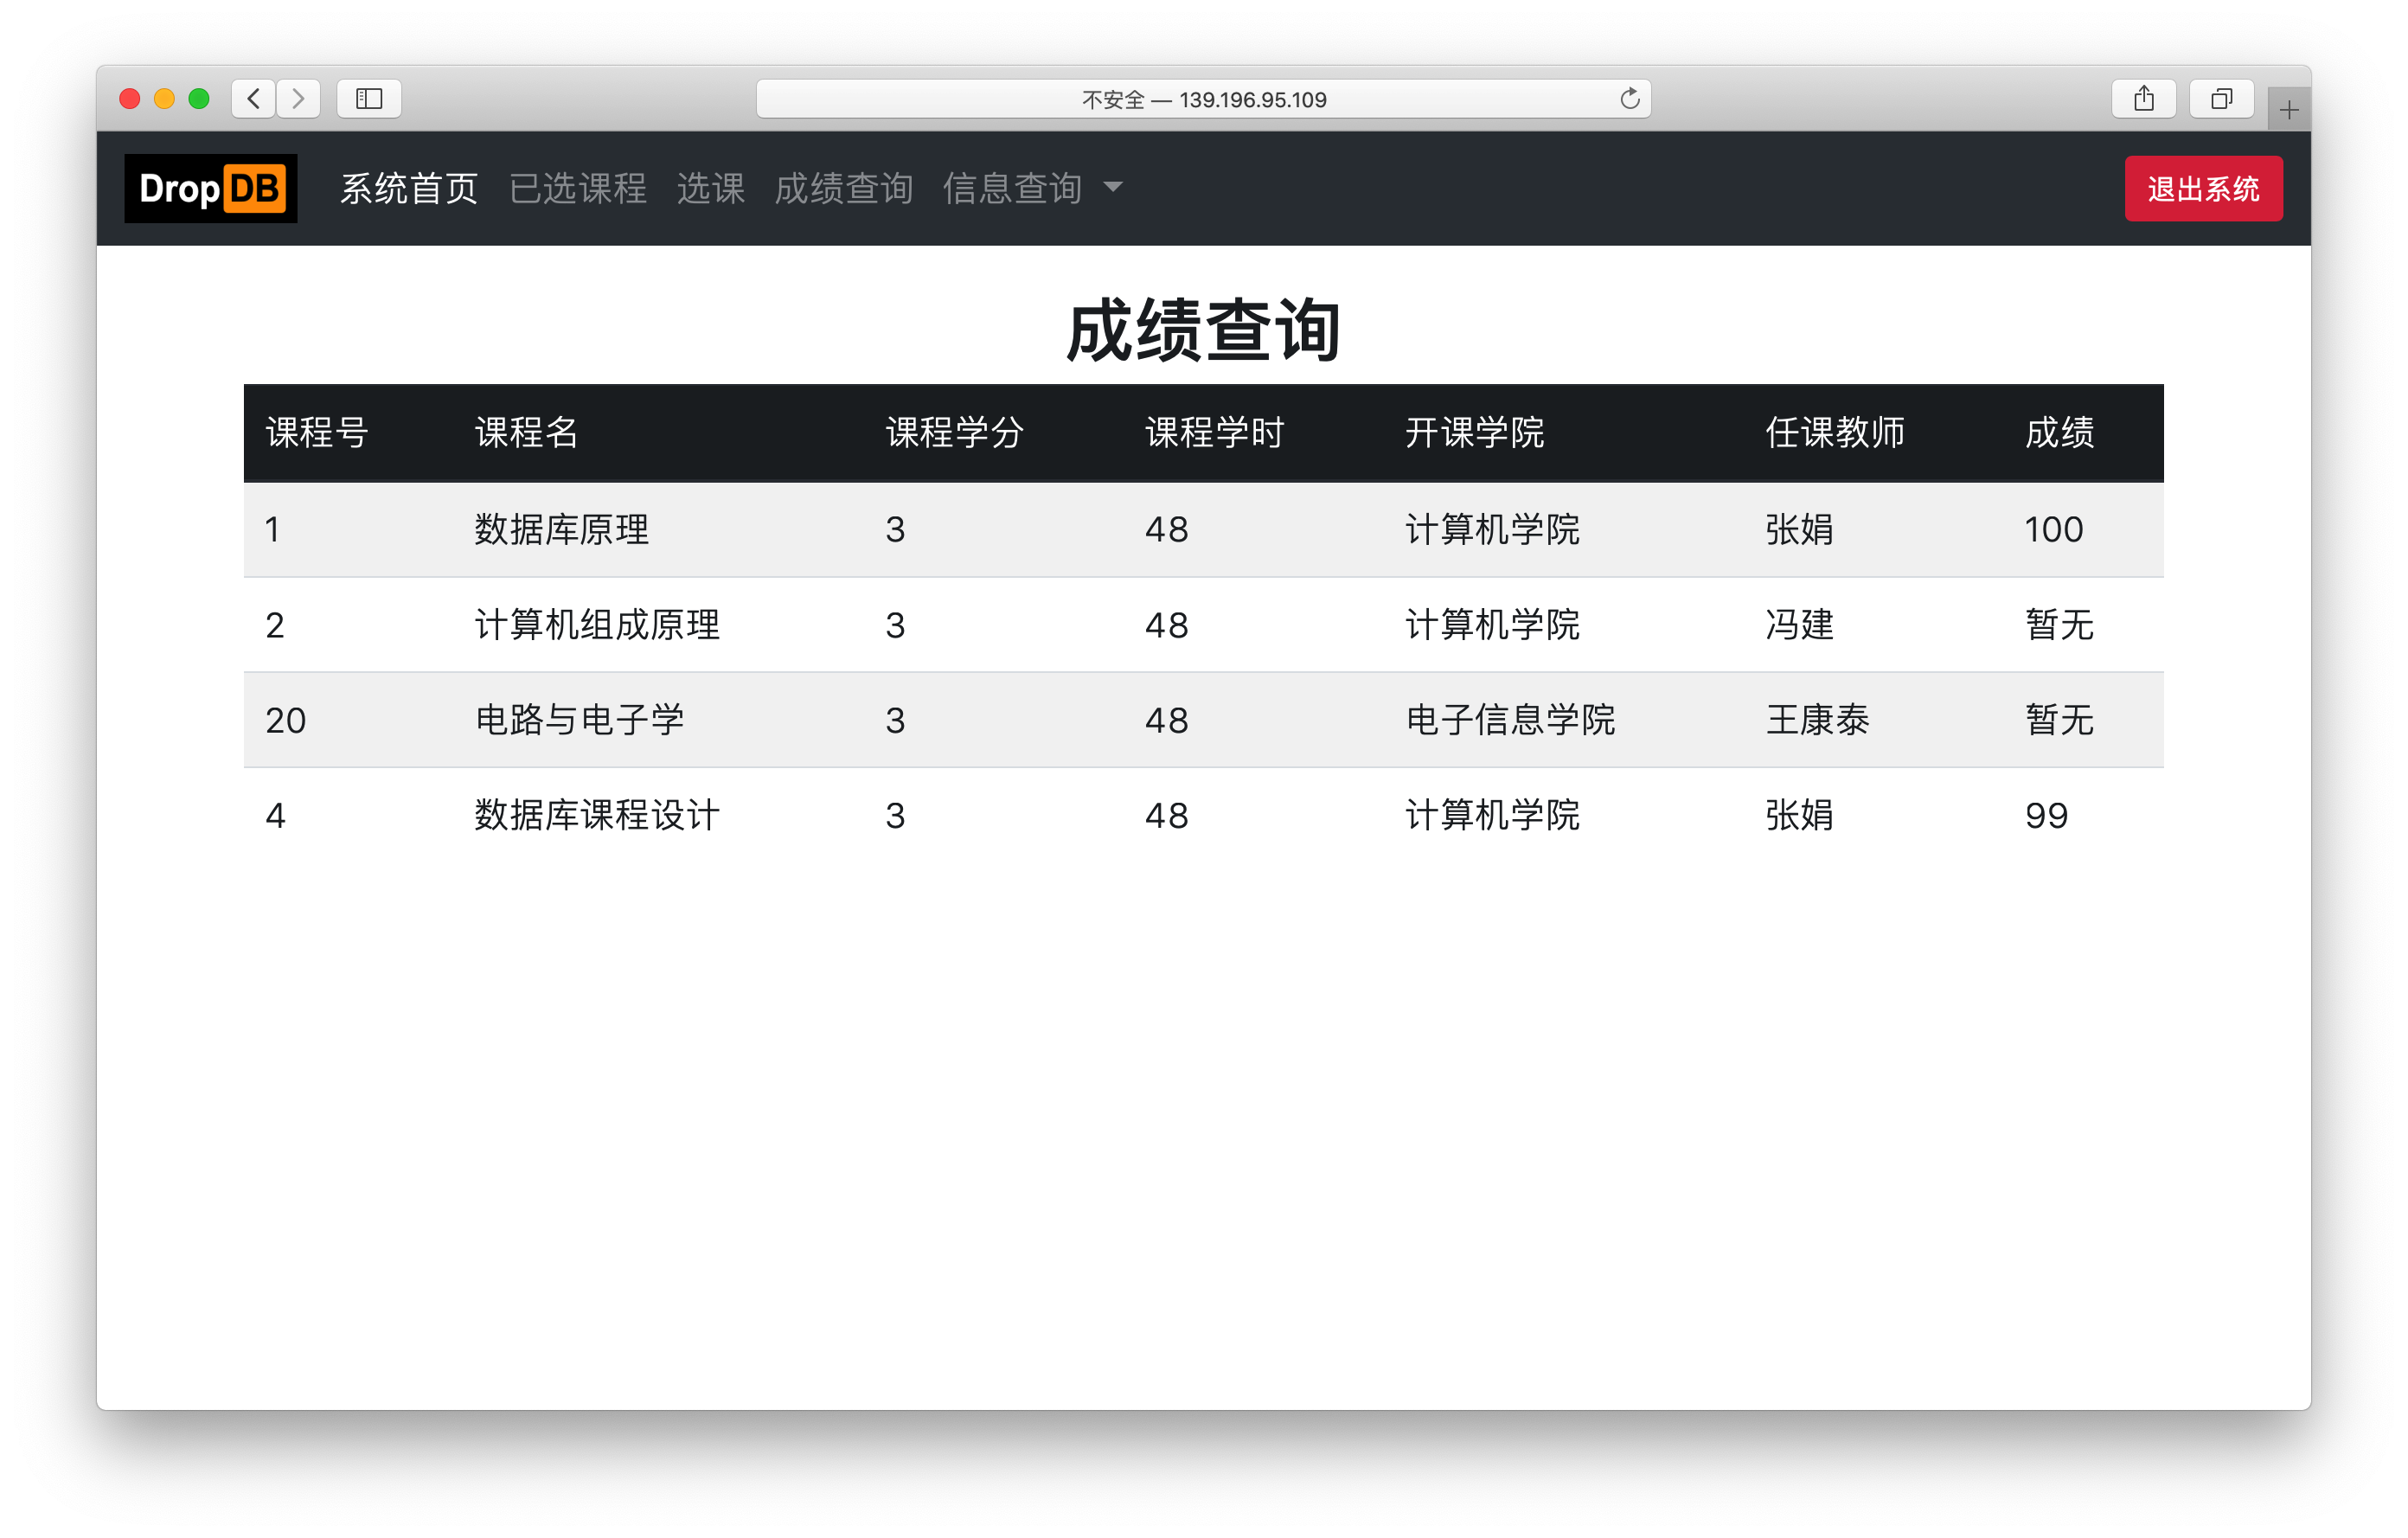 不安全 — 139.196.95.109
DropDB 系统首页 已选课程 选课 成绩查询 信息查询 退出系统
成绩查询
课程号 课程名 课程学分 课程学时 开课学院 任课教师 成绩
1 数据库原理 3 48 计算机学院 张娟 100
2 计算机组成原理 3 48 计算机学院 冯建 暂无
20 电路与电子学 3 48 电子信息学院 王康泰 暂无
4 数据库课程设计 3 48 计算机学院 张娟 99